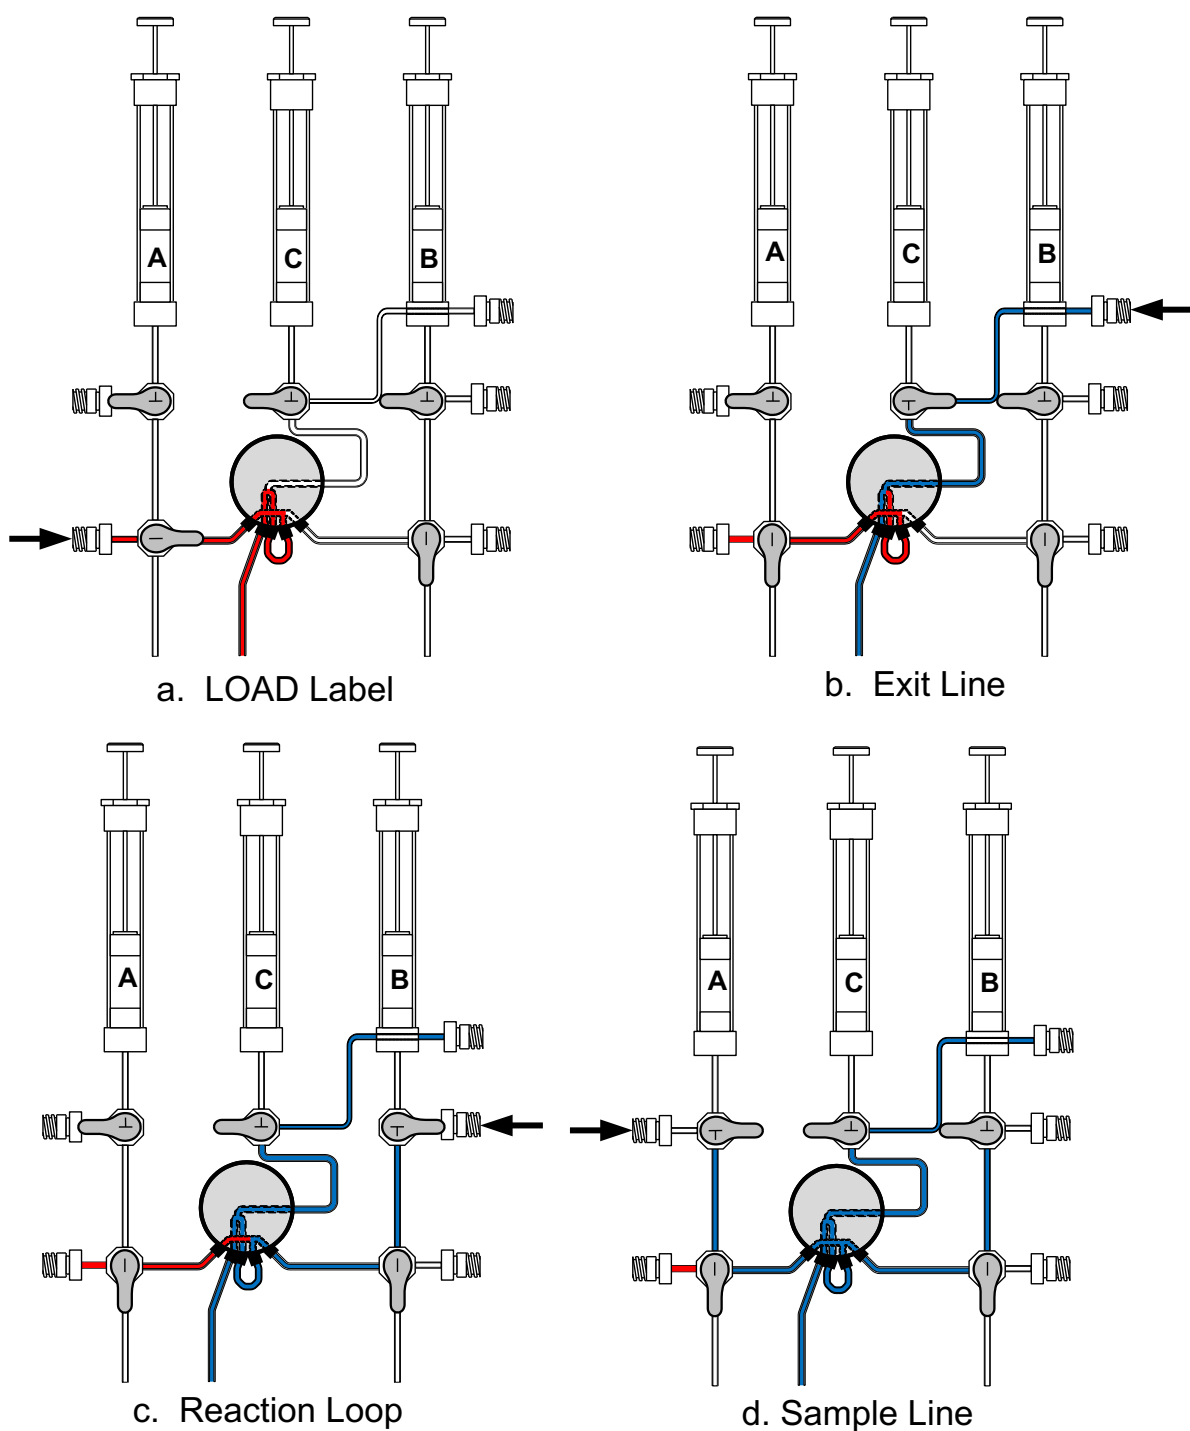 A C B
A C B
a. LOAD Label
b. Exit Line
A C B
A C B
c. Reaction Loop
d. Sample Line